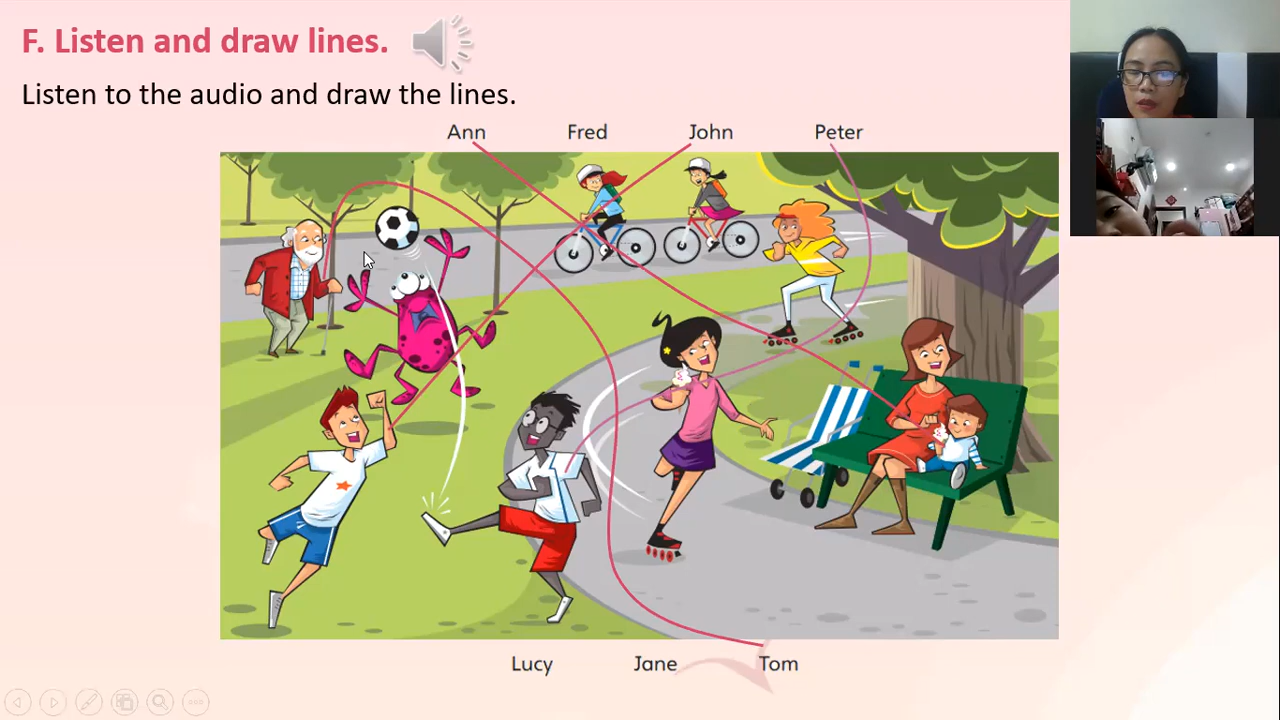 F. Listen and draw lines.
Listen to the audio and draw the lines.
Ann Fred John Peter
Lucy Jane Tom